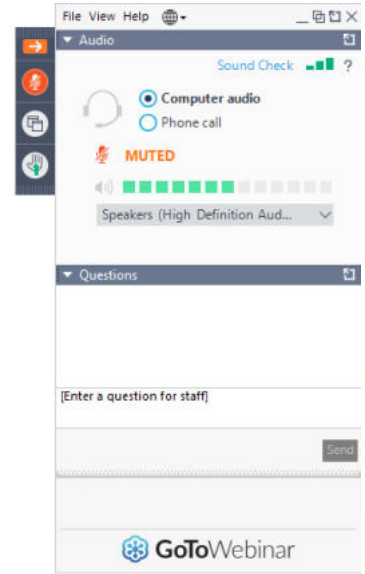 File View Help
Audio
Sound Check ?
Computer audio
Phone call
MUTED
Speakers (High Definition Aud...
Questions
[Enter a question for staff]
Send
GoToWebinar